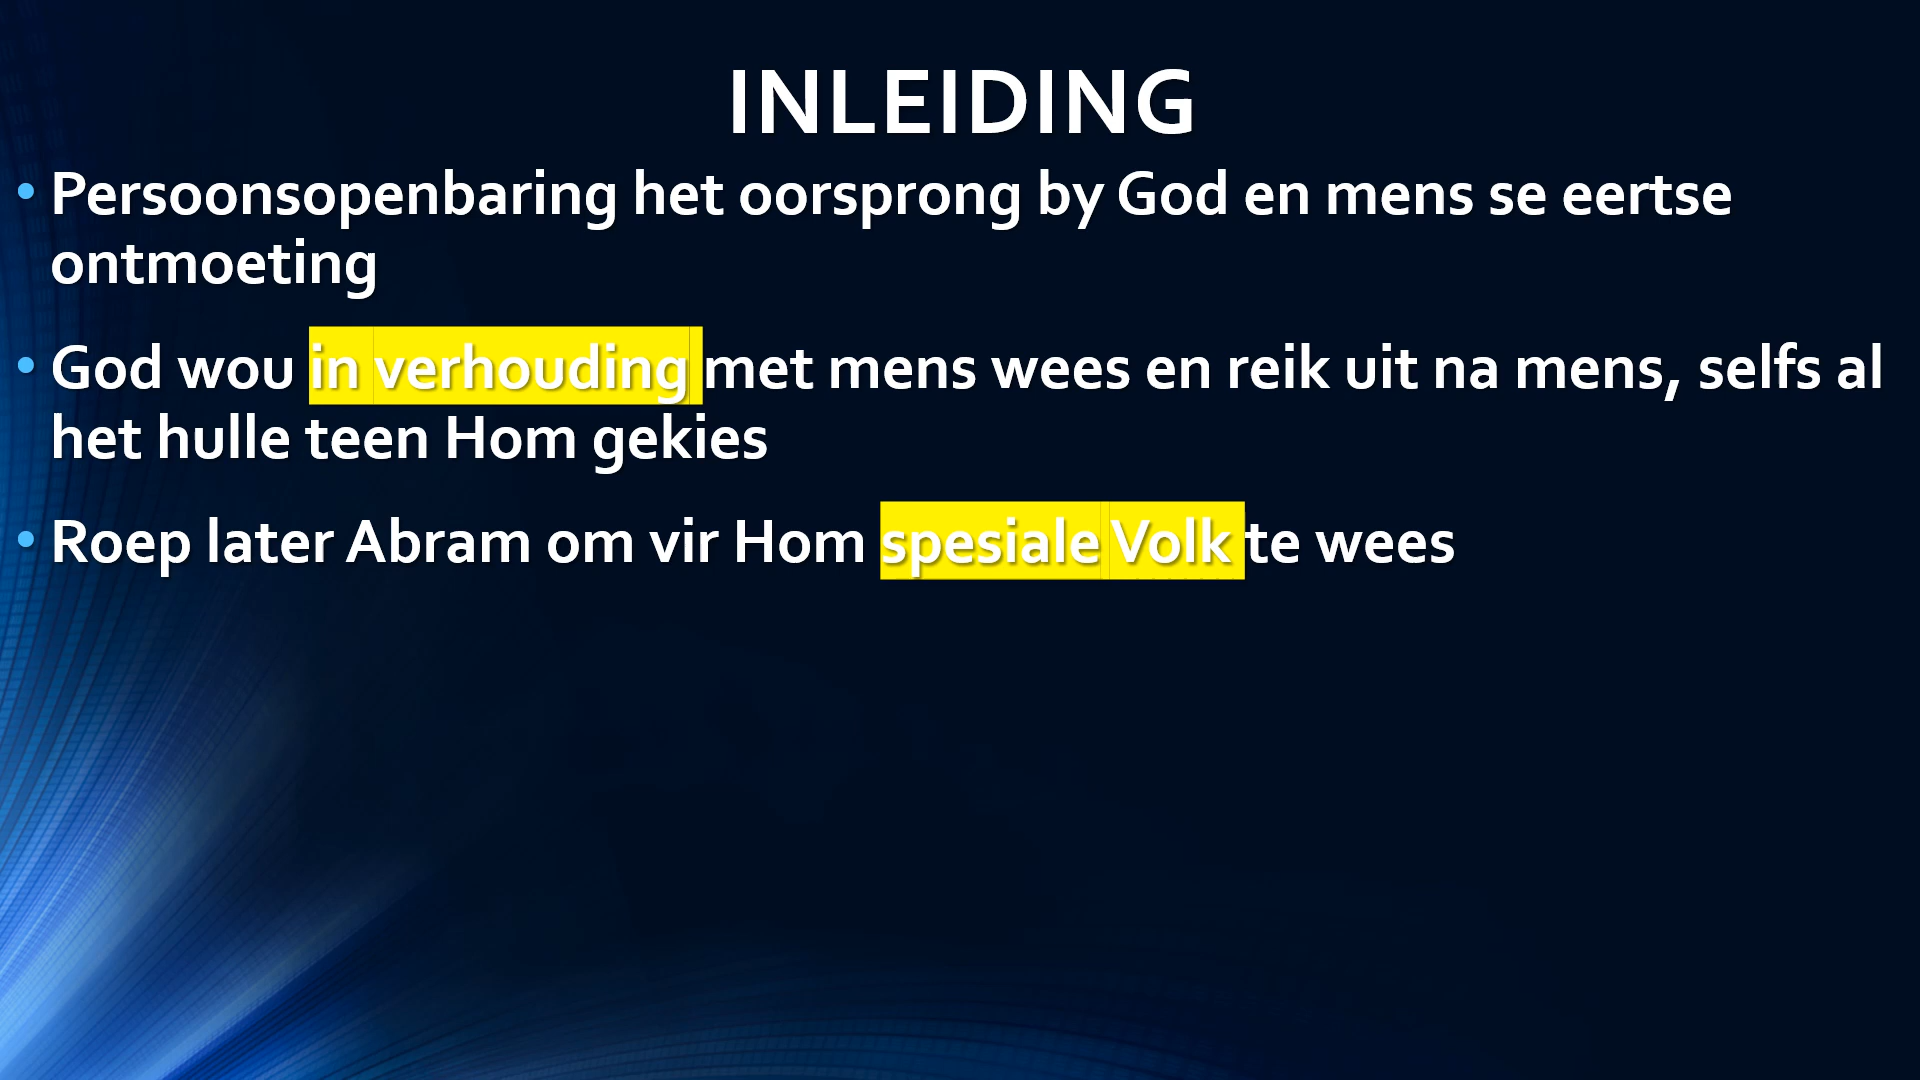 INLEIDING
• Persoonsopenbaring het oorsprong by God en mens se eertse
ontmoeting
• God wou in verhouding met mens wees en reik uit na mens, selfs al
het hulle teen Hom gekies
• Roep later Abram om vir Hom spesiale Volk te wees